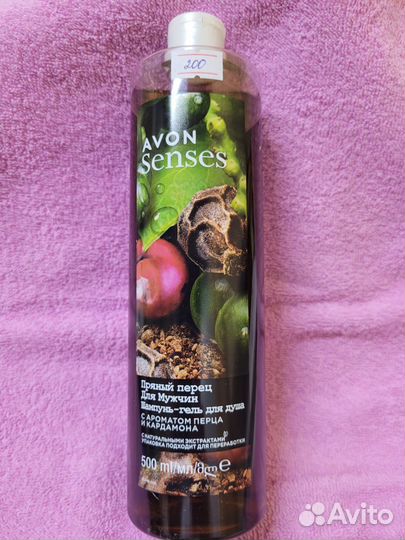 200
AVON
Senses
Пряный перец
Для Мужчин
Шампунь-гель для душа
С АРОМАТОМ ПЕРЦА
И КАРДАМОНА
С НАТУРАЛЬНЫМИ ЭКСТРАКТАМИ
УПАКОВКА ПОДХОДИТ ДЛЯ ПЕРЕРАБОТКИ
500 ml/мл/მლ ℮
Avito